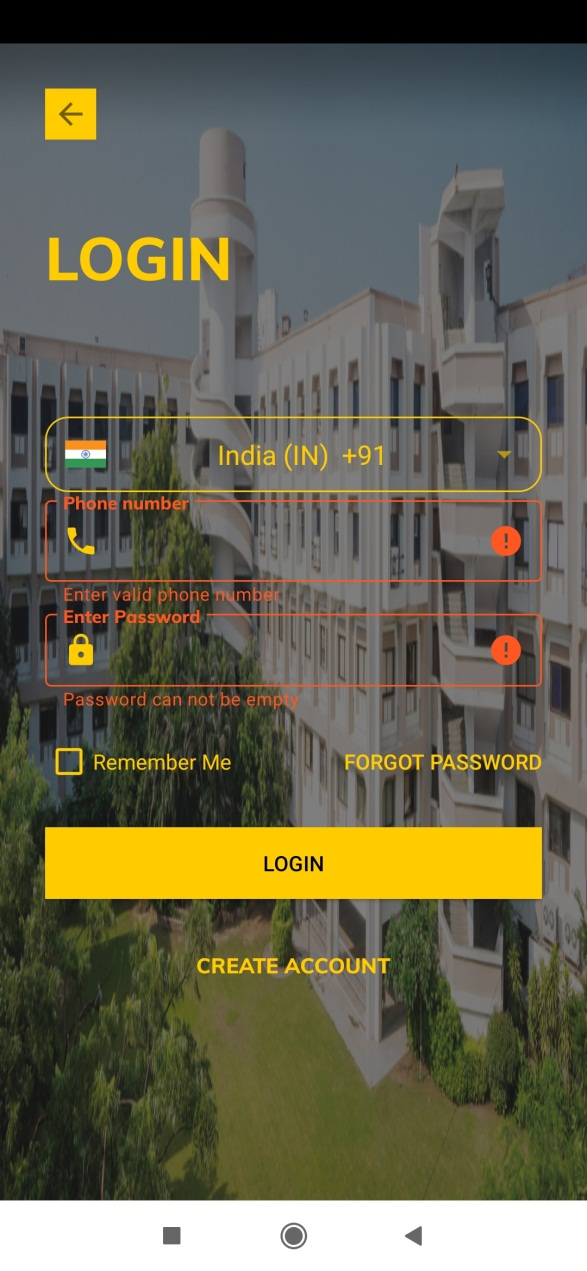 LOGIN
India (IN) +91
Phone number
!
Enter valid phone number
Enter Password
!
Password can not be empty
Remember Me
FORGOT PASSWORD
LOGIN
CREATE ACCOUNT